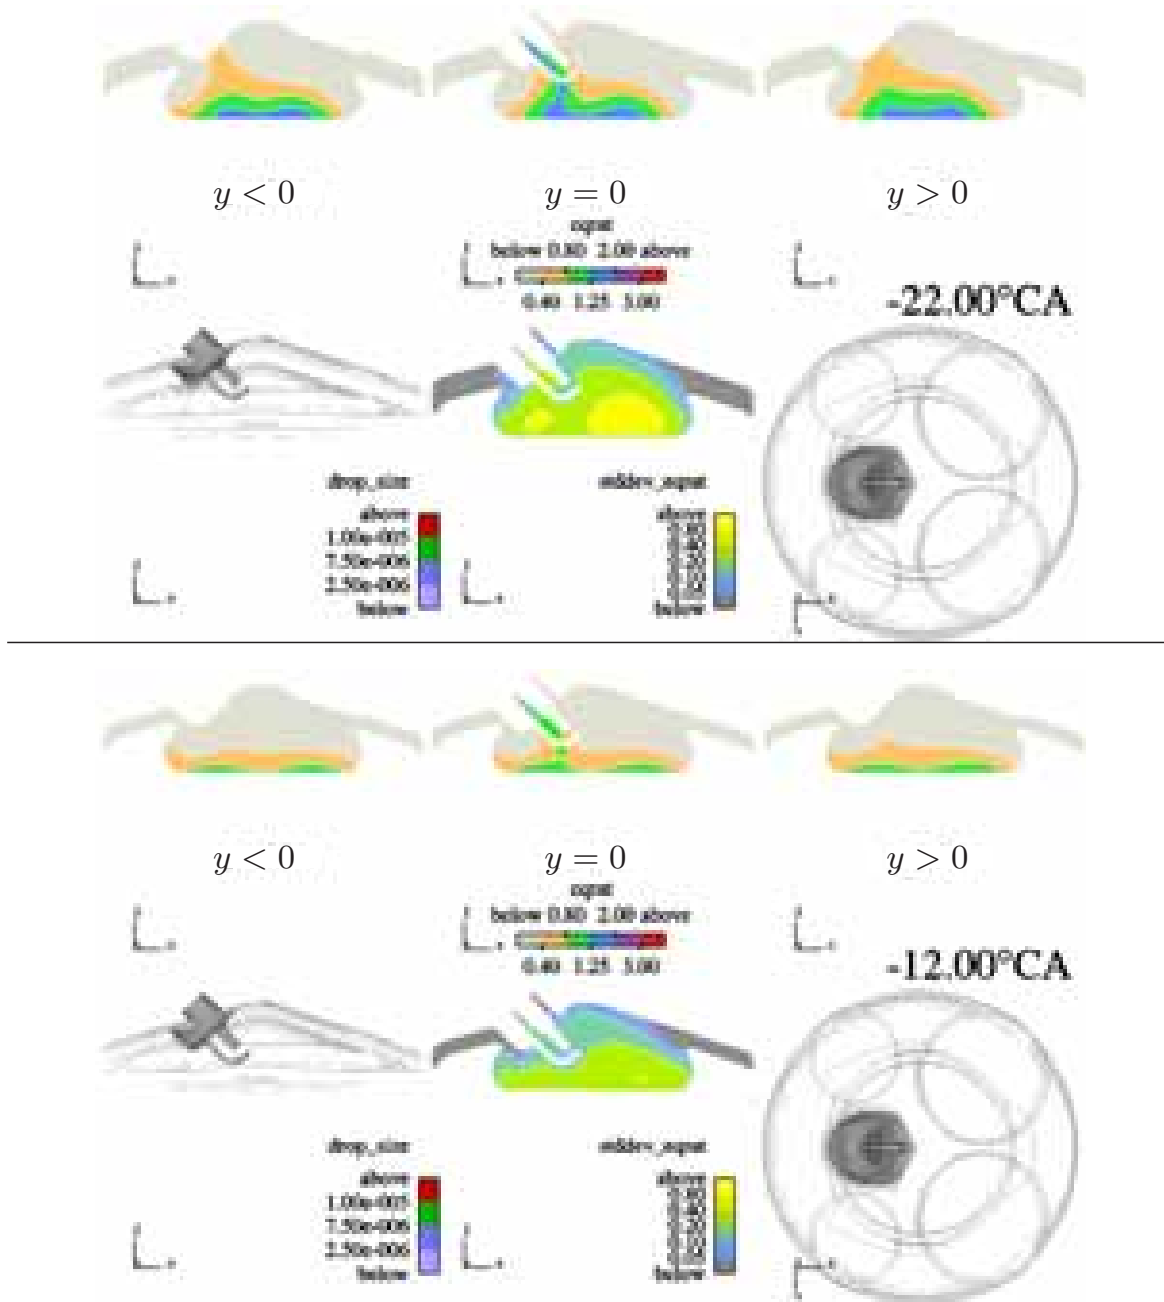 y < 0 y = 0 y > 0
eqrat
below 0.80 2.00 above
0.40 1.25 3.00
-22.00°CA
drop_size stddev_eqrat
above above
1.00e-005
7.50e-006
2.50e-006
below below
y < 0 y = 0 y > 0
eqrat
below 0.80 2.00 above
0.40 1.25 3.00
-12.00°CA
drop_size stddev_eqrat
above above
1.00e-005
7.50e-006
2.50e-006
below below